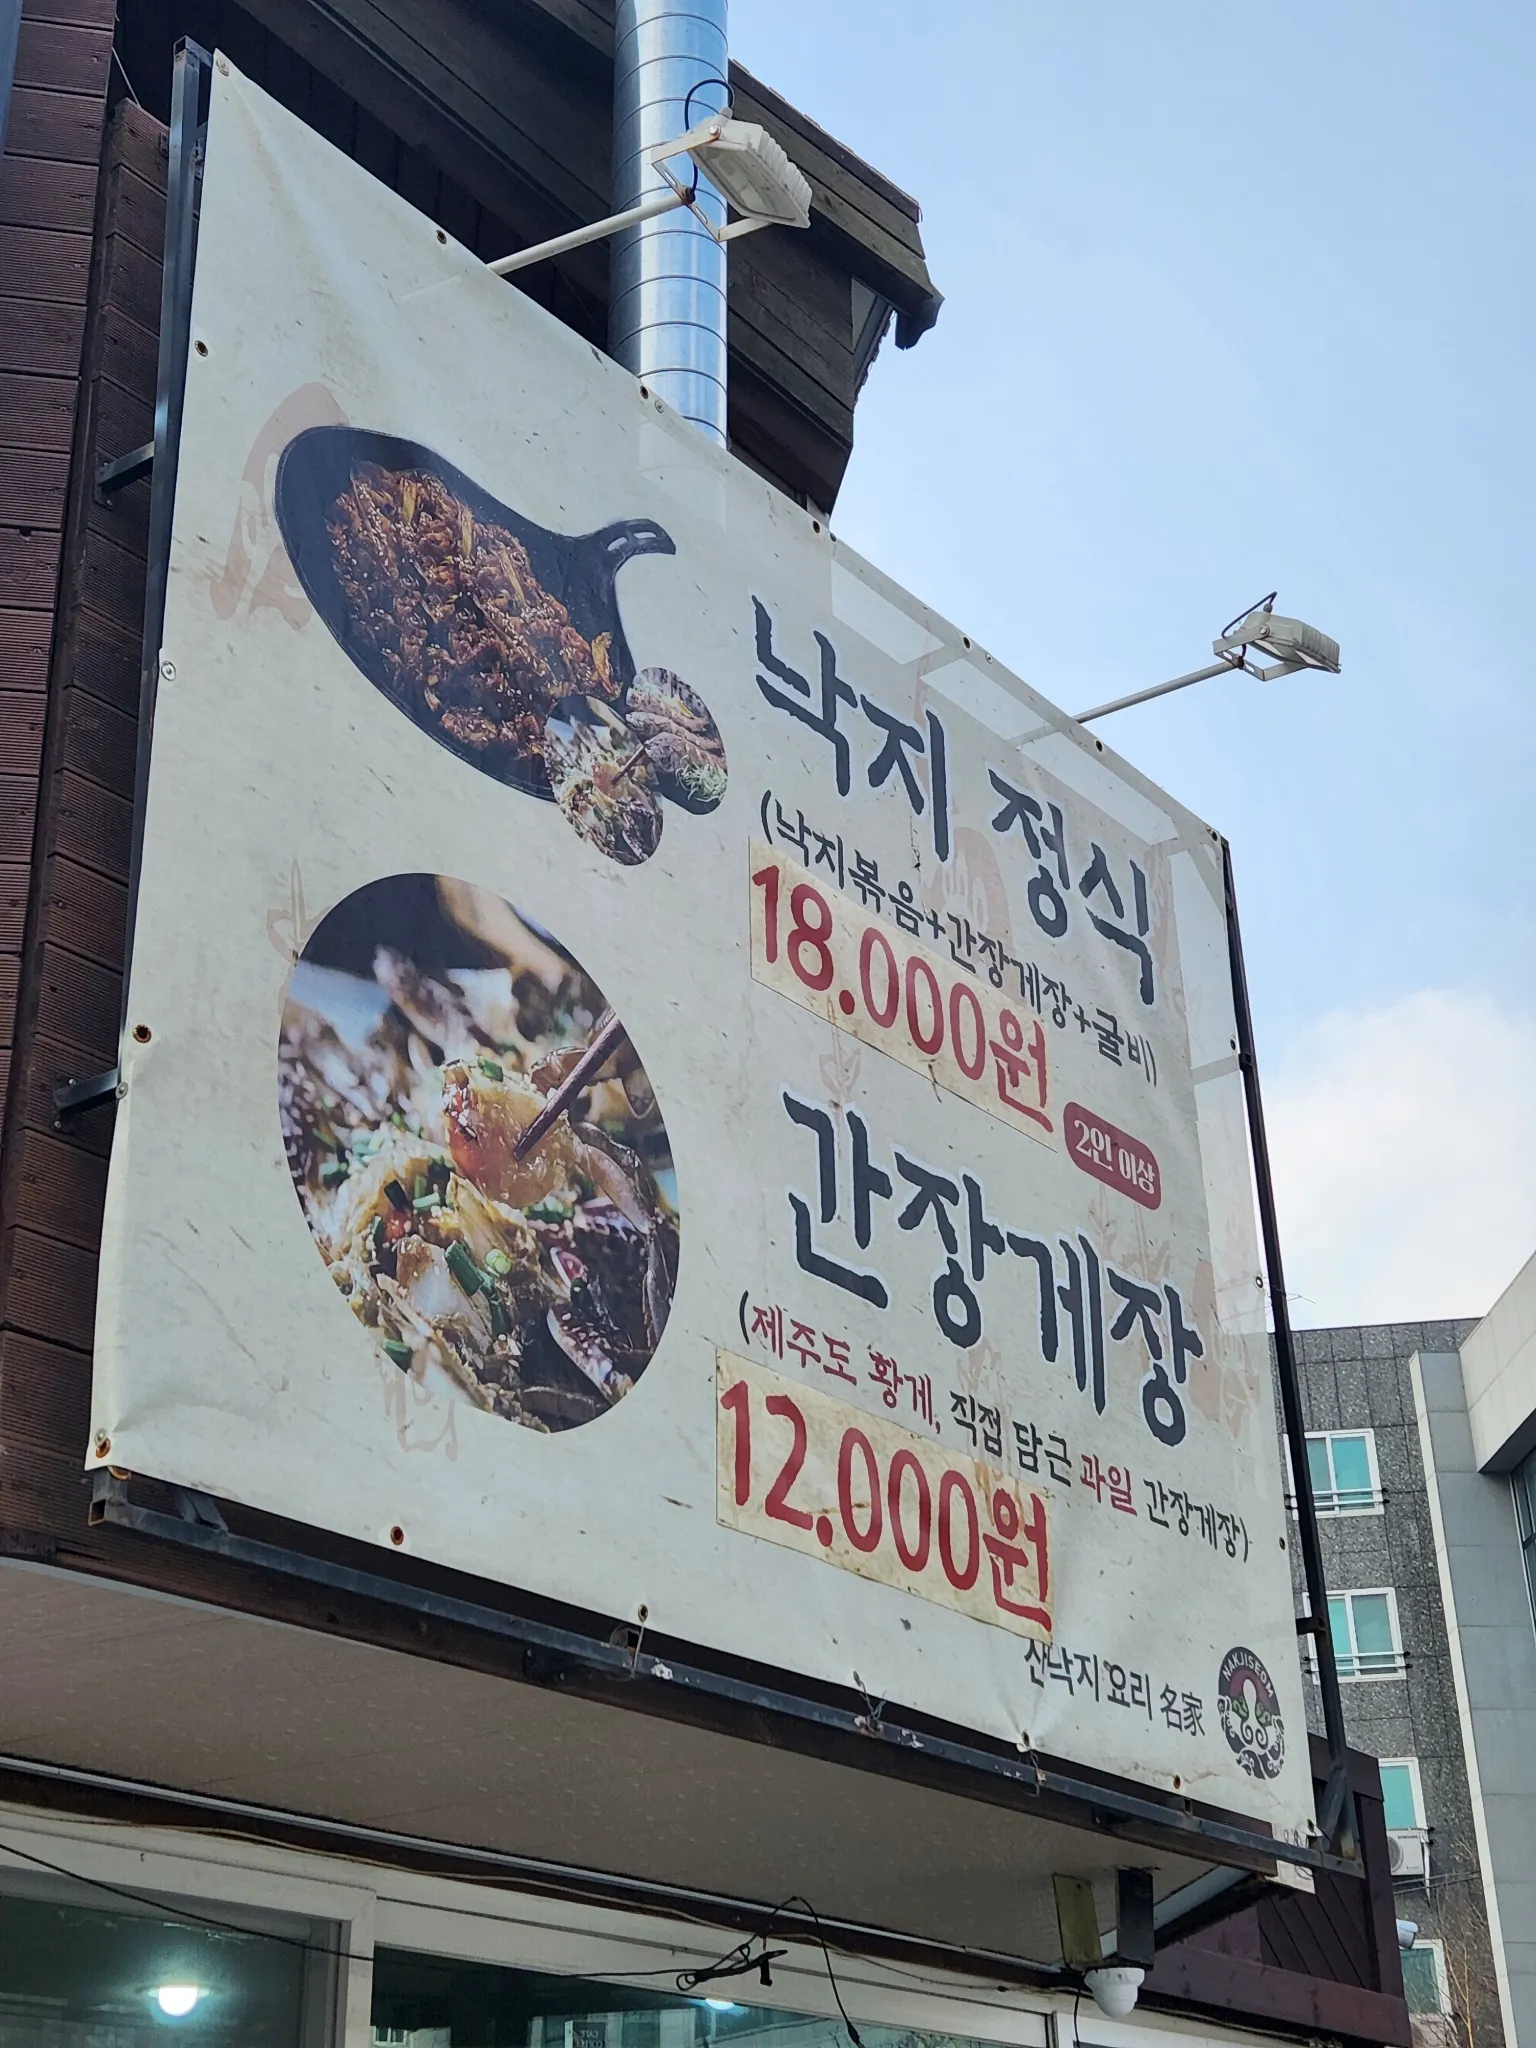 낙지 정식
(낙지볶음+간장게장+굴비)
18.000원
2인 이상
간장게장
(제주도 황게, 직접 담근 과일 간장게장)
12.000원
산낙지 요리 名家
NAKJISEOM